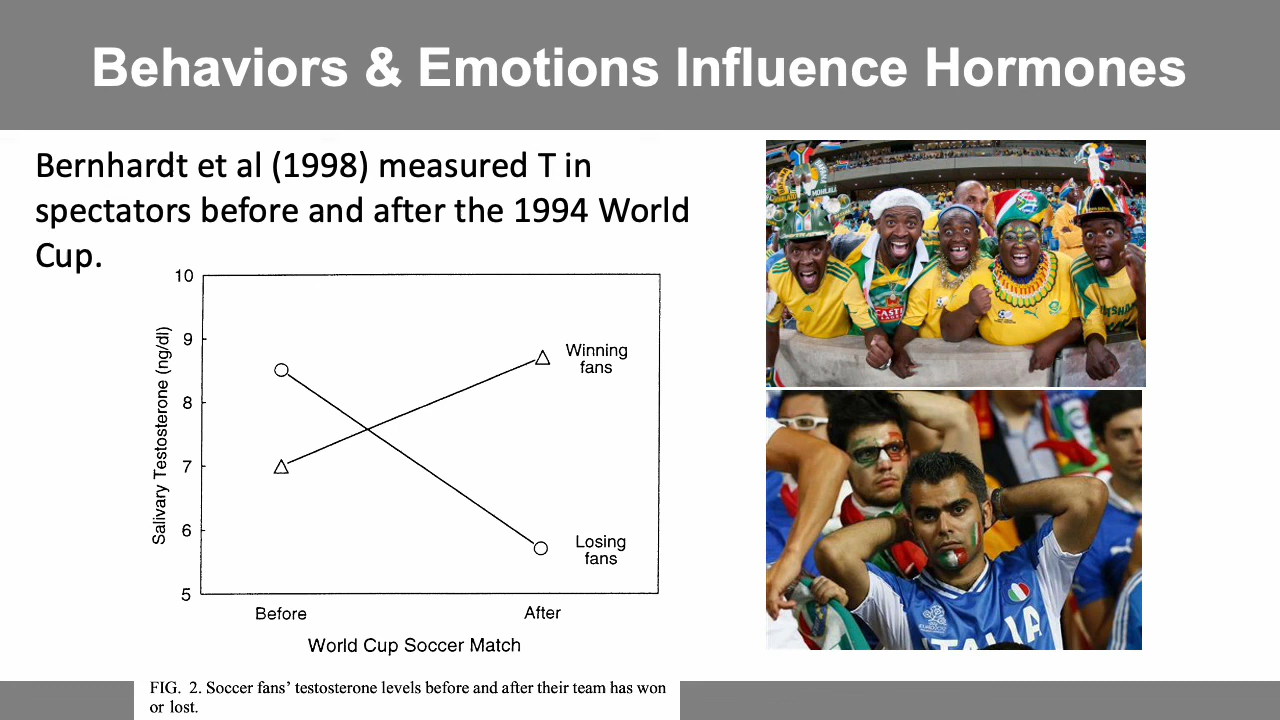 Behaviors & Emotions Influence Hormones
Bernhardt et al (1998) measured T in
spectators before and after the 1994 World
Cup.
10
9
8
7
6
5
Salivary Testosterone (ng/dl)
Winning
fans
Losing
fans
Before
After
World Cup Soccer Match
FIG. 2. Soccer fans’ testosterone levels before and after their team has won
or lost.
CASTLE
ITALIA